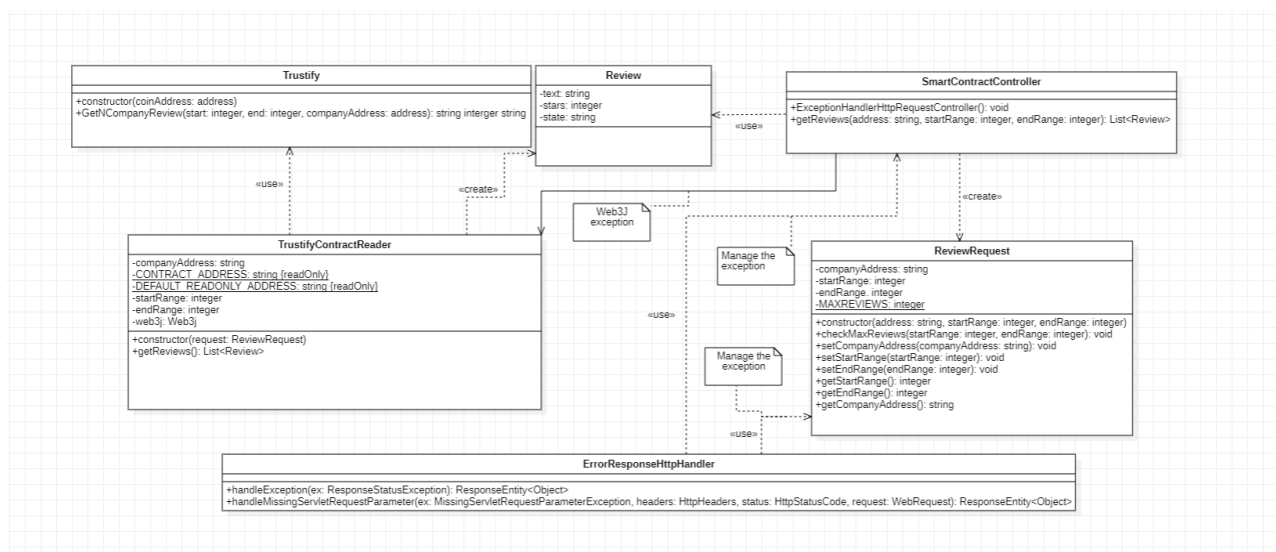 Trustify
+constructor(coinAddress: address)
+GetNCompanyReview(start: integer, end: integer, companyAddress: address): string interger string
Review
-text: string
-stars: integer
-state: string
SmartContractController
+ExceptionHandlerHttpRequestController(): void
+getReviews(address: string, startRange: integer, endRange: integer): List<Review>
«use»
«use»
«create»
«create»
Web3J
exception
Manage the
exception
TrustifyContractReader
-companyAddress: string
-CONTRACT_ADDRESS: string {readOnly}
-DEFAULT_READONLY_ADDRESS: string {readOnly}
-startRange: integer
-endRange: integer
-web3j: Web3j
+constructor(request: ReviewRequest)
+getReviews(): List<Review>
ReviewRequest
-companyAddress: string
-startRange: integer
-endRange. integer
-MAXREVIEWS: integer
+constructor(address: string, startRange: integer, endRange: integer)
+checkMaxReviews(startRange: integer, endRange: integer): void
+setCompanyAddress(companyAddress: string): void
+setStartRange(startRange: integer): void
+setEndRange(endRange: integer): void
+getStartRange(): integer
+getEndRange(): integer
+getCompanyAddress(): string
«use»
Manage the
exception
«use»
ErrorResponseHttpHandler
+handleException(ex: ResponseStatusException): ResponseEntity<Object>
+handleMissingServletRequestParameter(ex: MissingServletRequestParameterException, headers: HttpHeaders, status: HttpStatusCode, request: WebRequest): ResponseEntity<Object>